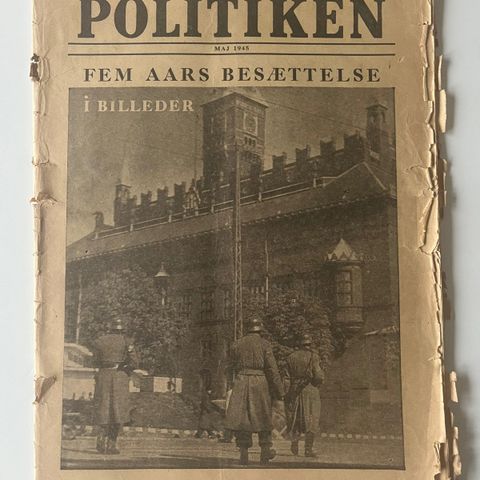 POLITIKEN
MAJ 1945
FEM AARS BESÆTTELSE
i BILLEDER